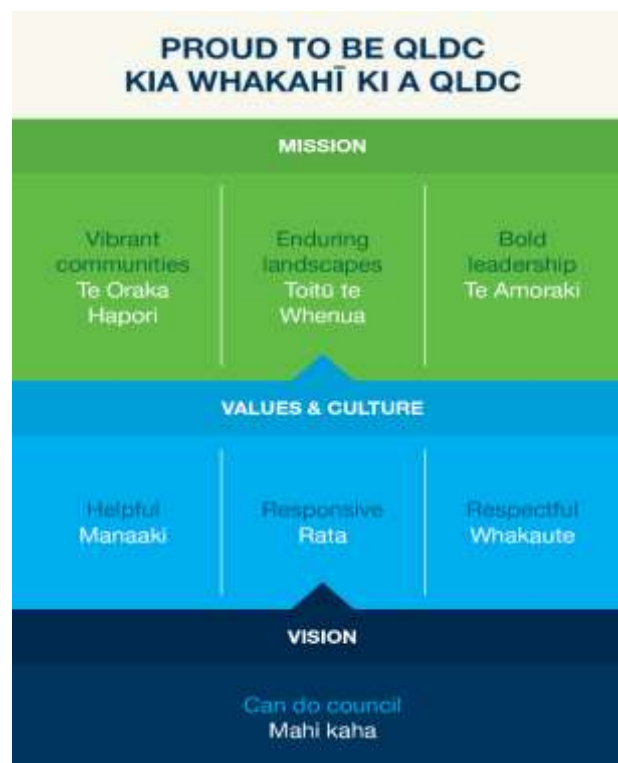 PROUD TO BE QLDC
KIA WHAKAHĪ KI A QLDC
MISSION
Vibrant
communities
Te Oraka
Hapori
Enduring
landscapes
Toitū te
Whenua
Bold
leadership
Te Amoraki
VALUES & CULTURE
Helpful
Manaaki
Responsive
Rata
Respectful
Whakaute
VISION
Can do council
Mahi kaha